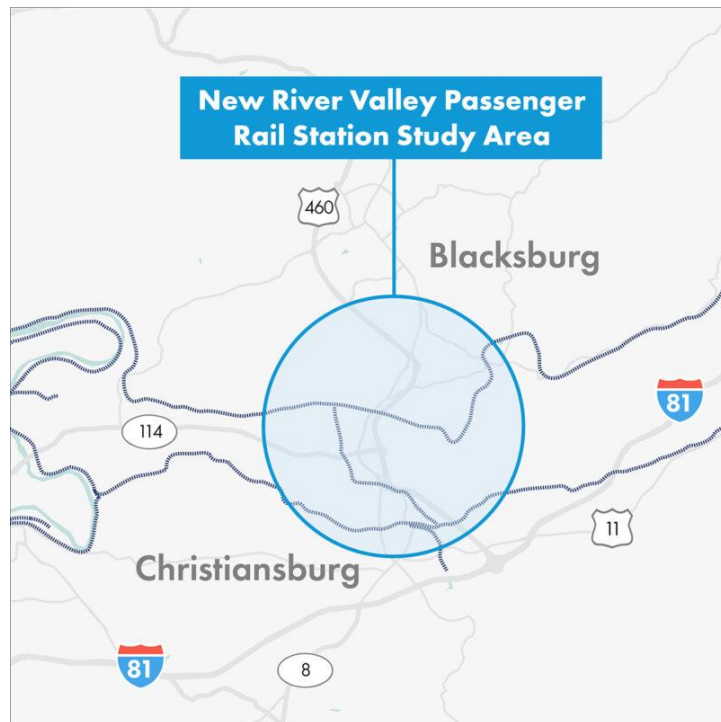 New River Valley Passenger
Rail Station Study Area
460
Blacksburg
81
114
11
Christiansburg
81
8